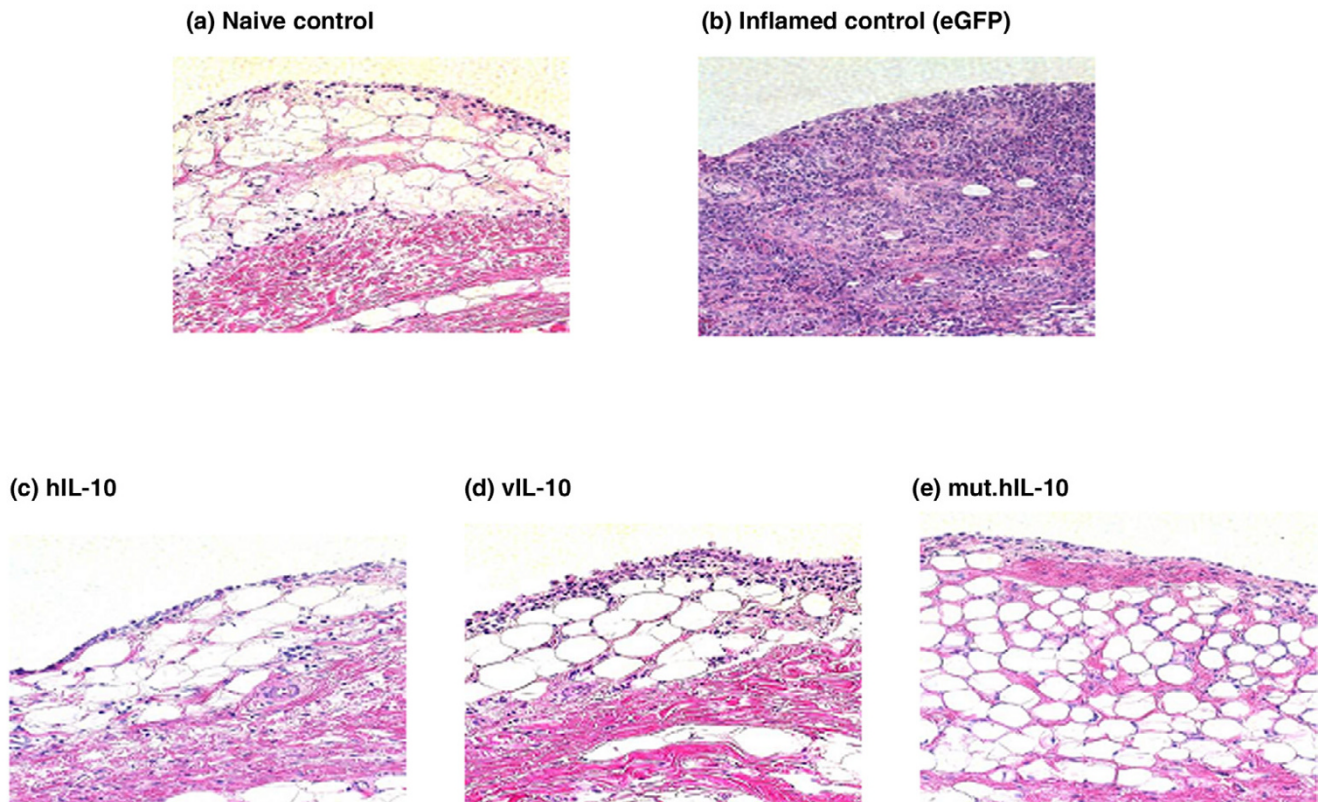 (a) Naive control
(b) Inflamed control (eGFP)
(c) hIL-10
(d) vIL-10
(e) mut.hIL-10